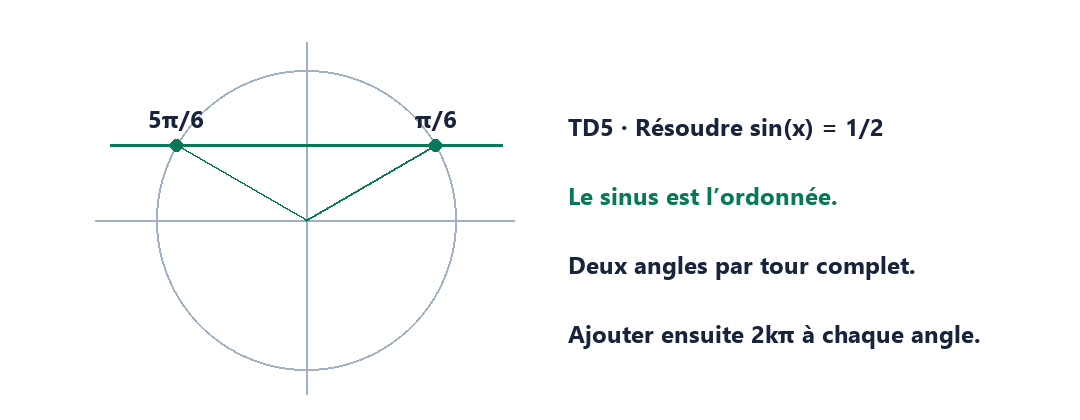 5π/6
π/6
TD5 · Résoudre sin(x) = 1/2
Le sinus est l’ordonnée.
Deux angles par tour complet.
Ajouter ensuite 2kπ à chaque angle.